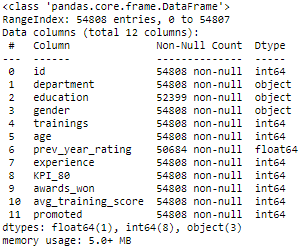 <class 'pandas.core.frame.DataFrame'>
RangeIndex: 54808 entries, 0 to 54807
Data columns (total 12 columns):
 #   Column              Non-Null Count  Dtype
---  ------              --------------  -----
 0   id                  54808 non-null  int64
 1   department          54808 non-null  object
 2   education           52399 non-null  object
 3   gender              54808 non-null  object
 4   trainings           54808 non-null  int64
 5   age                 54808 non-null  int64
 6   prev_year_rating    50684 non-null  float64
 7   experience          54808 non-null  int64
 8   KPI_80              54808 non-null  int64
 9   awards_won          54808 non-null  int64
 10  avg_training_score  54808 non-null  int64
 11  promoted            54808 non-null  int64
dtypes: float64(1), int64(8), object(3)
memory usage: 5.0+ MB